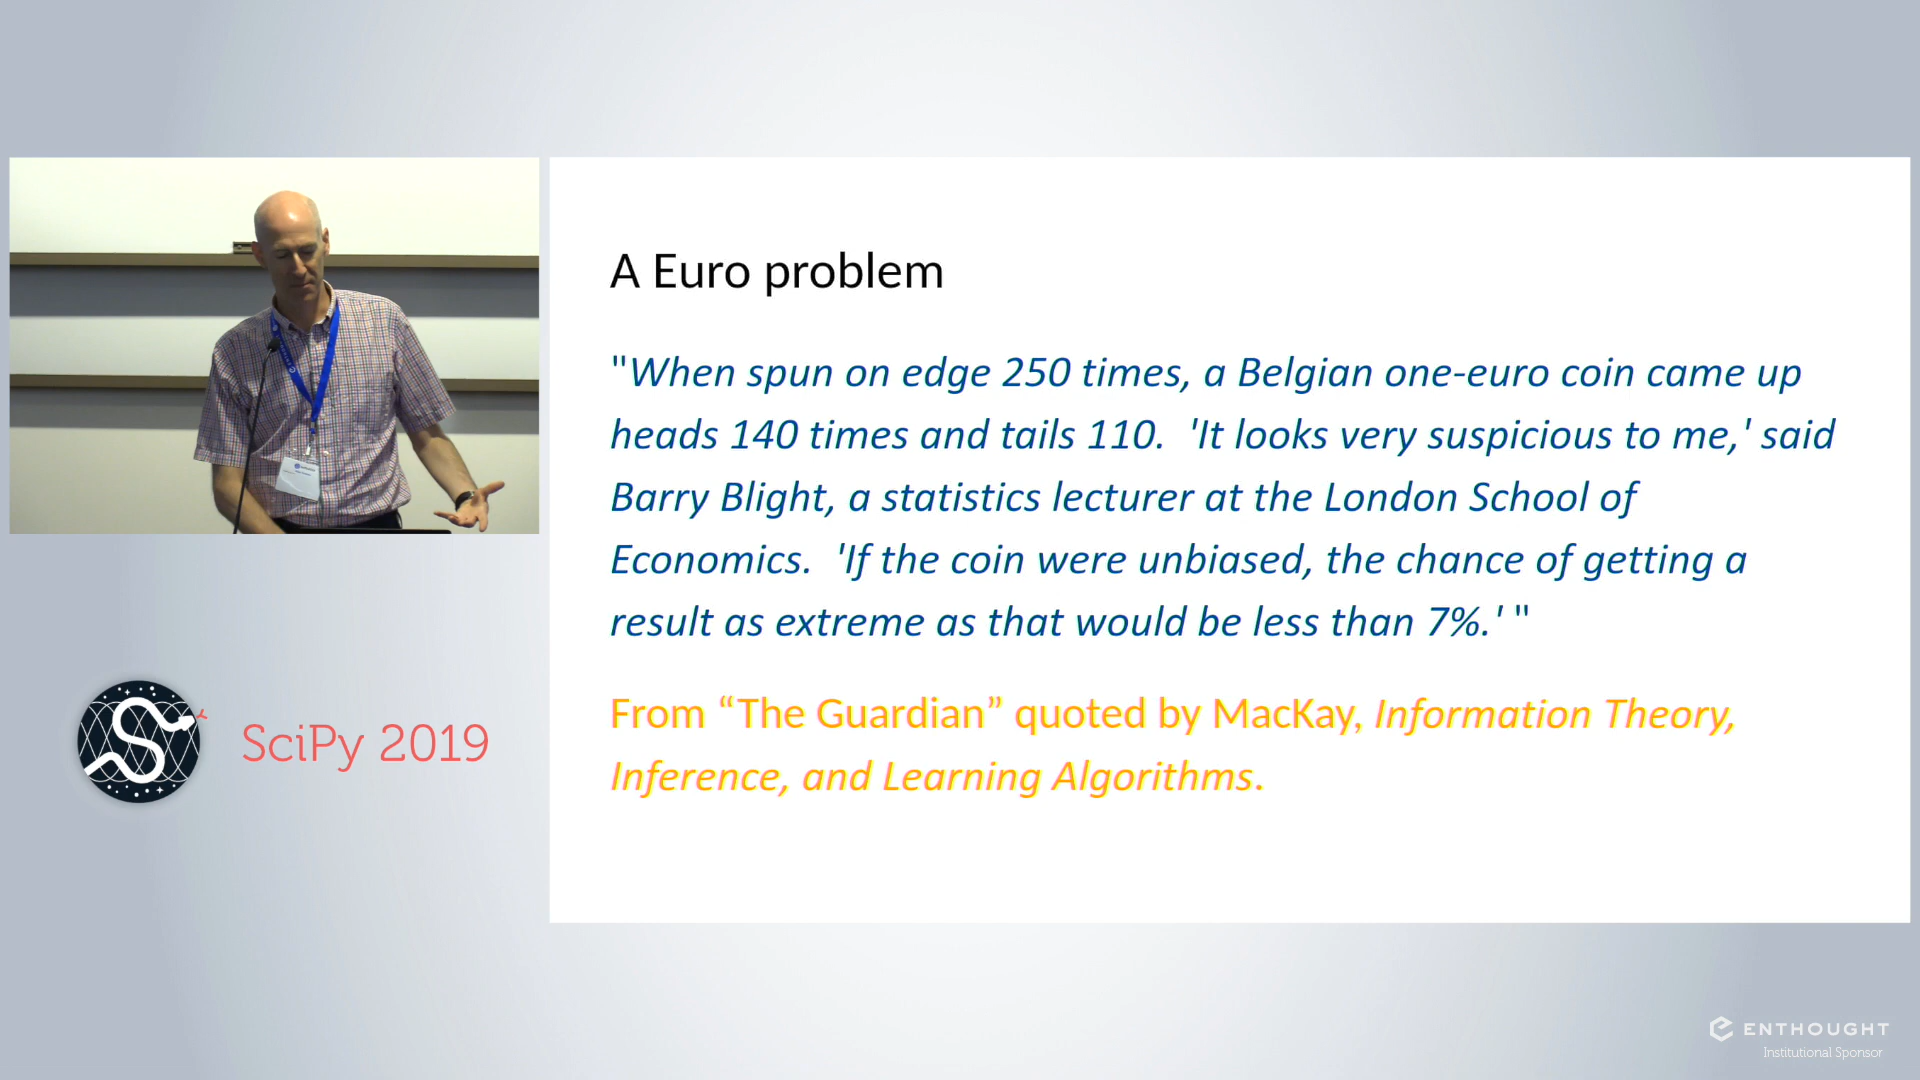 A Euro problem
"When spun on edge 250 times, a Belgian one-euro coin came up
heads 140 times and tails 110.  'It looks very suspicious to me,' said
Barry Blight, a statistics lecturer at the London School of
Economics.  'If the coin were unbiased, the chance of getting a
result as extreme as that would be less than 7%.' "
From “The Guardian” quoted by MacKay, Information Theory,
Inference, and Learning Algorithms.
SciPy 2019
ENTHOUGHT
Institutional Sponsor